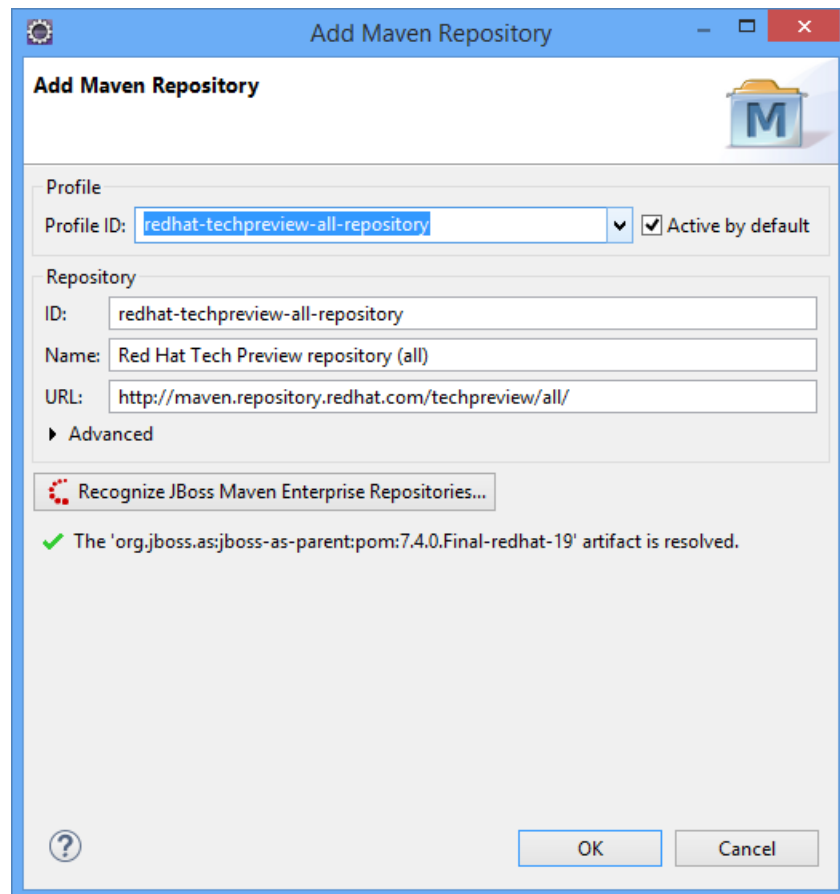 Add Maven Repository
Add Maven Repository
M
Profile
Profile ID: redhat-techpreview-all-repository Active by default
Repository
ID: redhat-techpreview-all-repository
Name: Red Hat Tech Preview repository (all)
URL: http://maven.repository.redhat.com/techpreview/all/
Advanced
Recognize JBoss Maven Enterprise Repositories...
The 'org.jboss.as:jboss-as-parent:pom:7.4.0.Final-redhat-19' artifact is resolved.
? OK Cancel